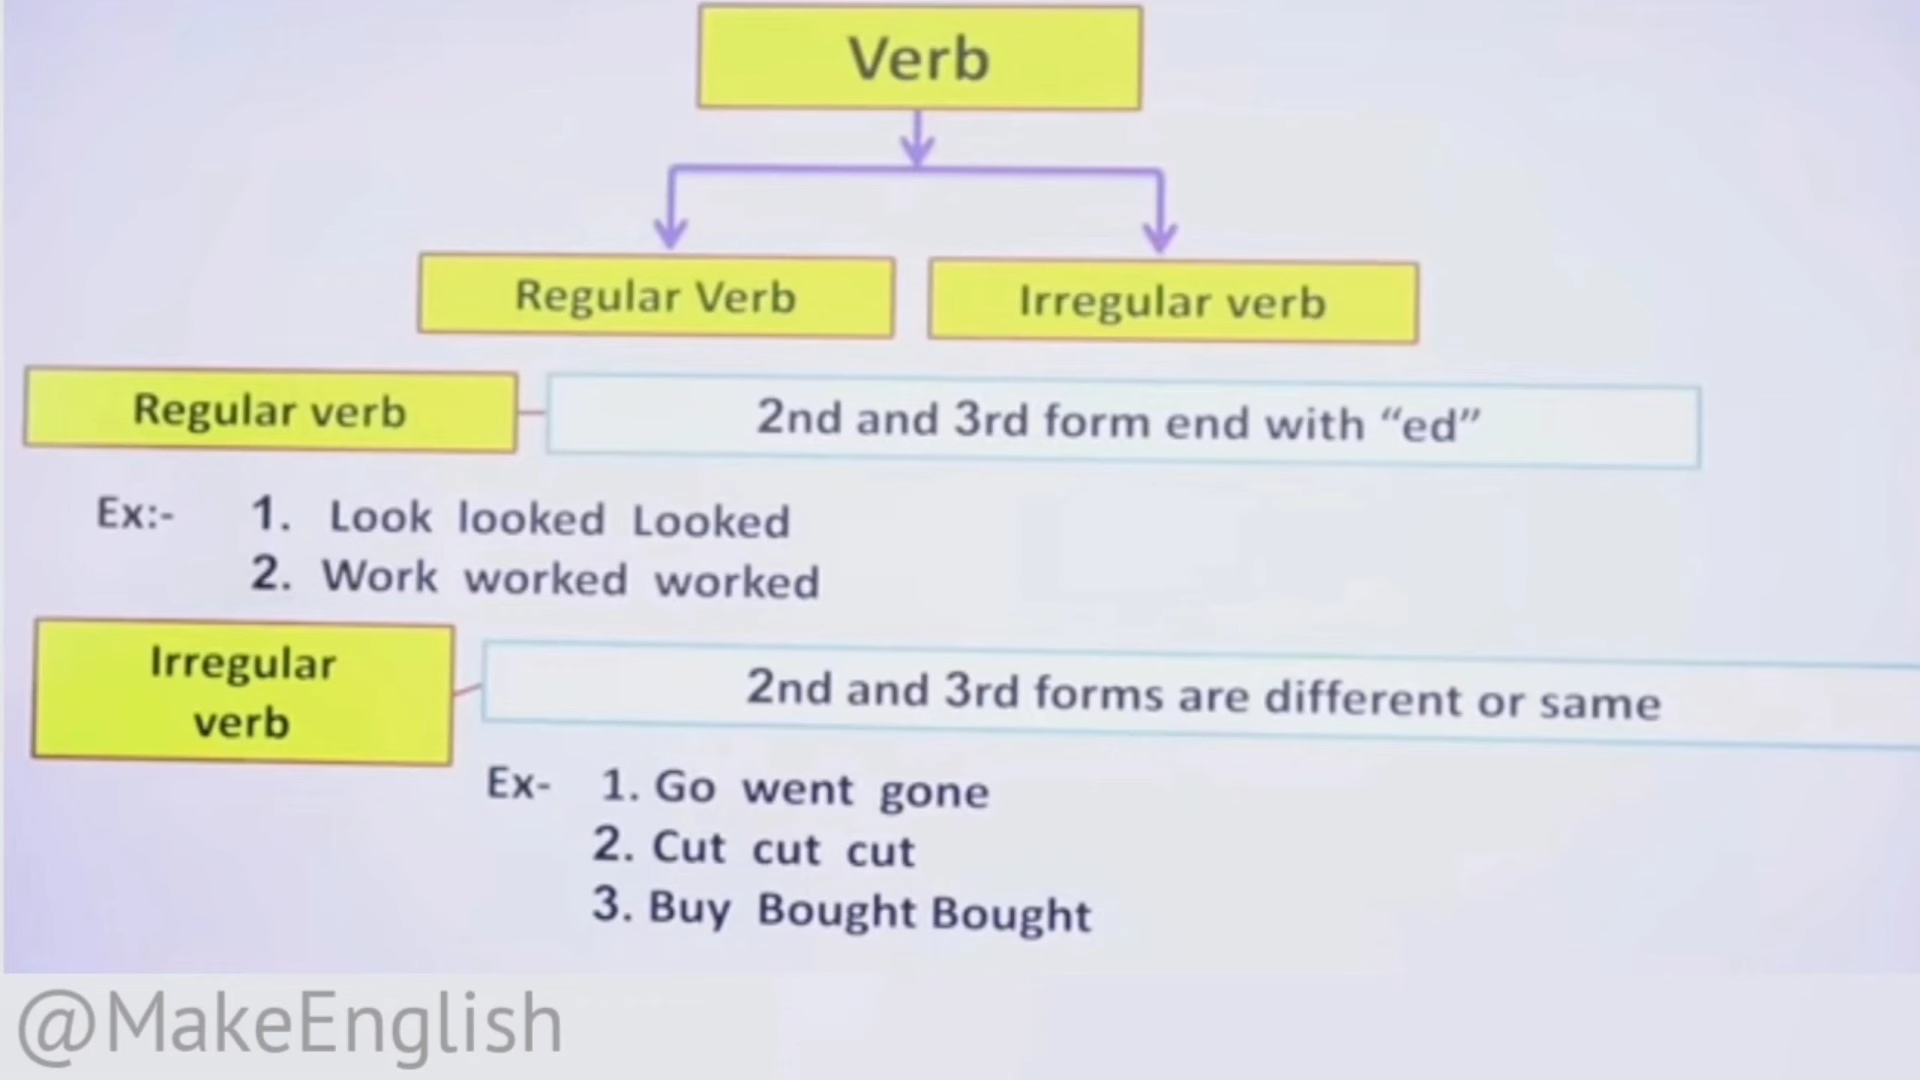 Verb
Regular Verb
Irregular verb
Regular verb
2nd and 3rd form end with “ed”
Ex:- 1. Look looked Looked
2. Work worked worked
Irregular
verb
2nd and 3rd forms are different or same
Ex- 1. Go went gone
2. Cut cut cut
3. Buy Bought Bought
@MakeEnglish